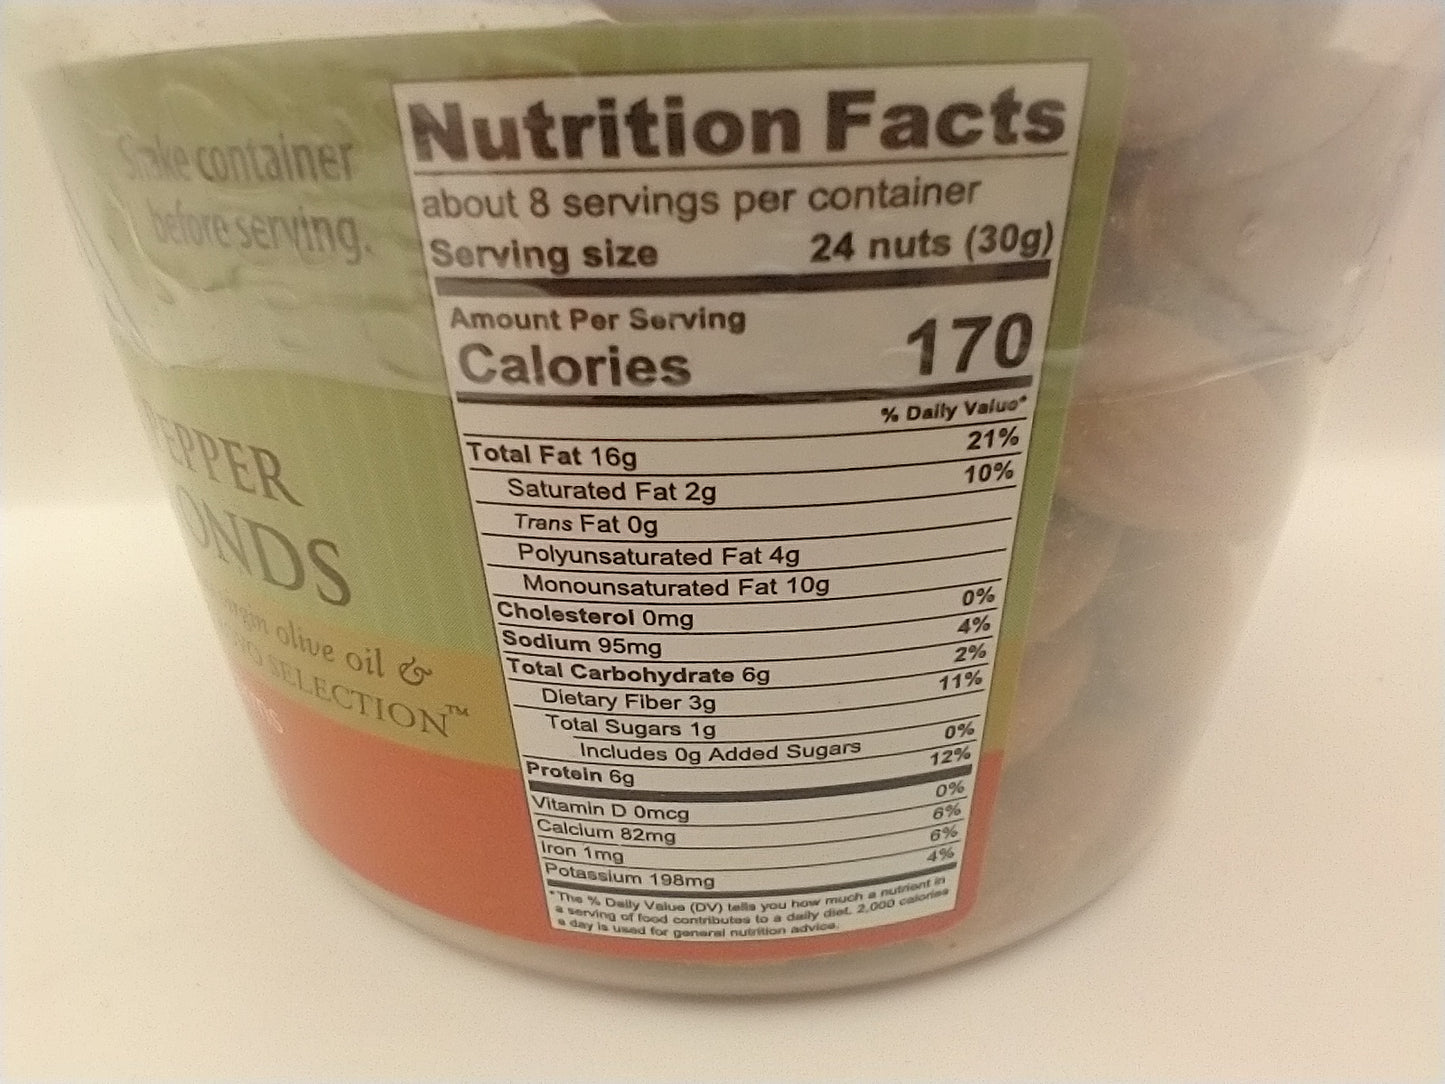 Shake container
before serving.
PEPPER
ONDS
olive oil &
SELECTION™
Nutrition Facts
about 8 servings per container
Serving size 24 nuts (30g)
Amount Per Serving
Calories 170
% Daily Value*
Total Fat 16g 21%
Saturated Fat 2g 10%
Trans Fat 0g
Polyunsaturated Fat 4g
Monounsaturated Fat 10g
Cholesterol 0mg 0%
Sodium 95mg 4%
Total Carbohydrate 6g 2%
Dietary Fiber 3g 11%
Total Sugars 1g
Includes 0g Added Sugars 0%
Protein 6g 12%
Vitamin D 0mcg 0%
Calcium 82mg 6%
Iron 1mg 6%
Potassium 198mg 4%
*The % Daily Value (DV) tells you how much a nutrient in
a serving of food contributes to a daily diet. 2,000 calories
a day is used for general nutrition advice.